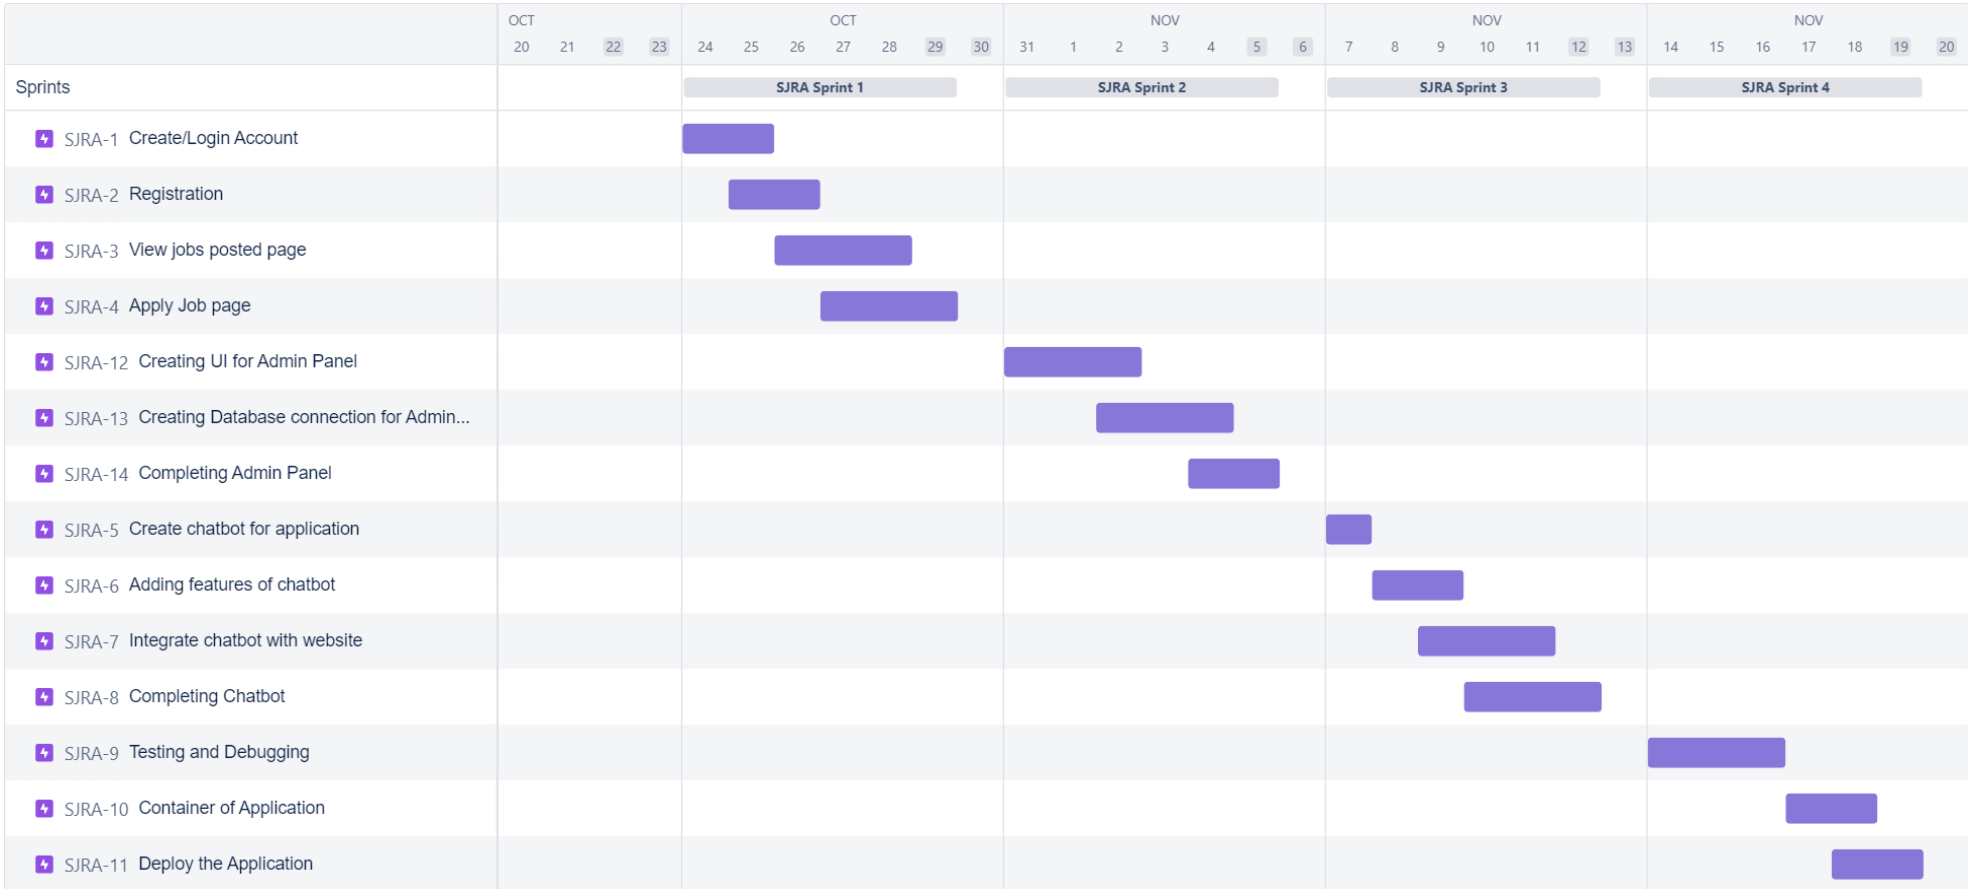 OCT OCT NOV NOV NOV
20 21 22 23 24 25 26 27 28 29 30 31 1 2 3 4 5 6 7 8 9 10 11 12 13 14 15 16 17 18 19 20
Sprints SJRA Sprint 1 SJRA Sprint 2 SJRA Sprint 3 SJRA Sprint 4
SJRA-1 Create/Login Account
SJRA-2 Registration
SJRA-3 View jobs posted page
SJRA-4 Apply Job page
SJRA-12 Creating UI for Admin Panel
SJRA-13 Creating Database connection for Admin...
SJRA-14 Completing Admin Panel
SJRA-5 Create chatbot for application
SJRA-6 Adding features of chatbot
SJRA-7 Integrate chatbot with website
SJRA-8 Completing Chatbot
SJRA-9 Testing and Debugging
SJRA-10 Container of Application
SJRA-11 Deploy the Application